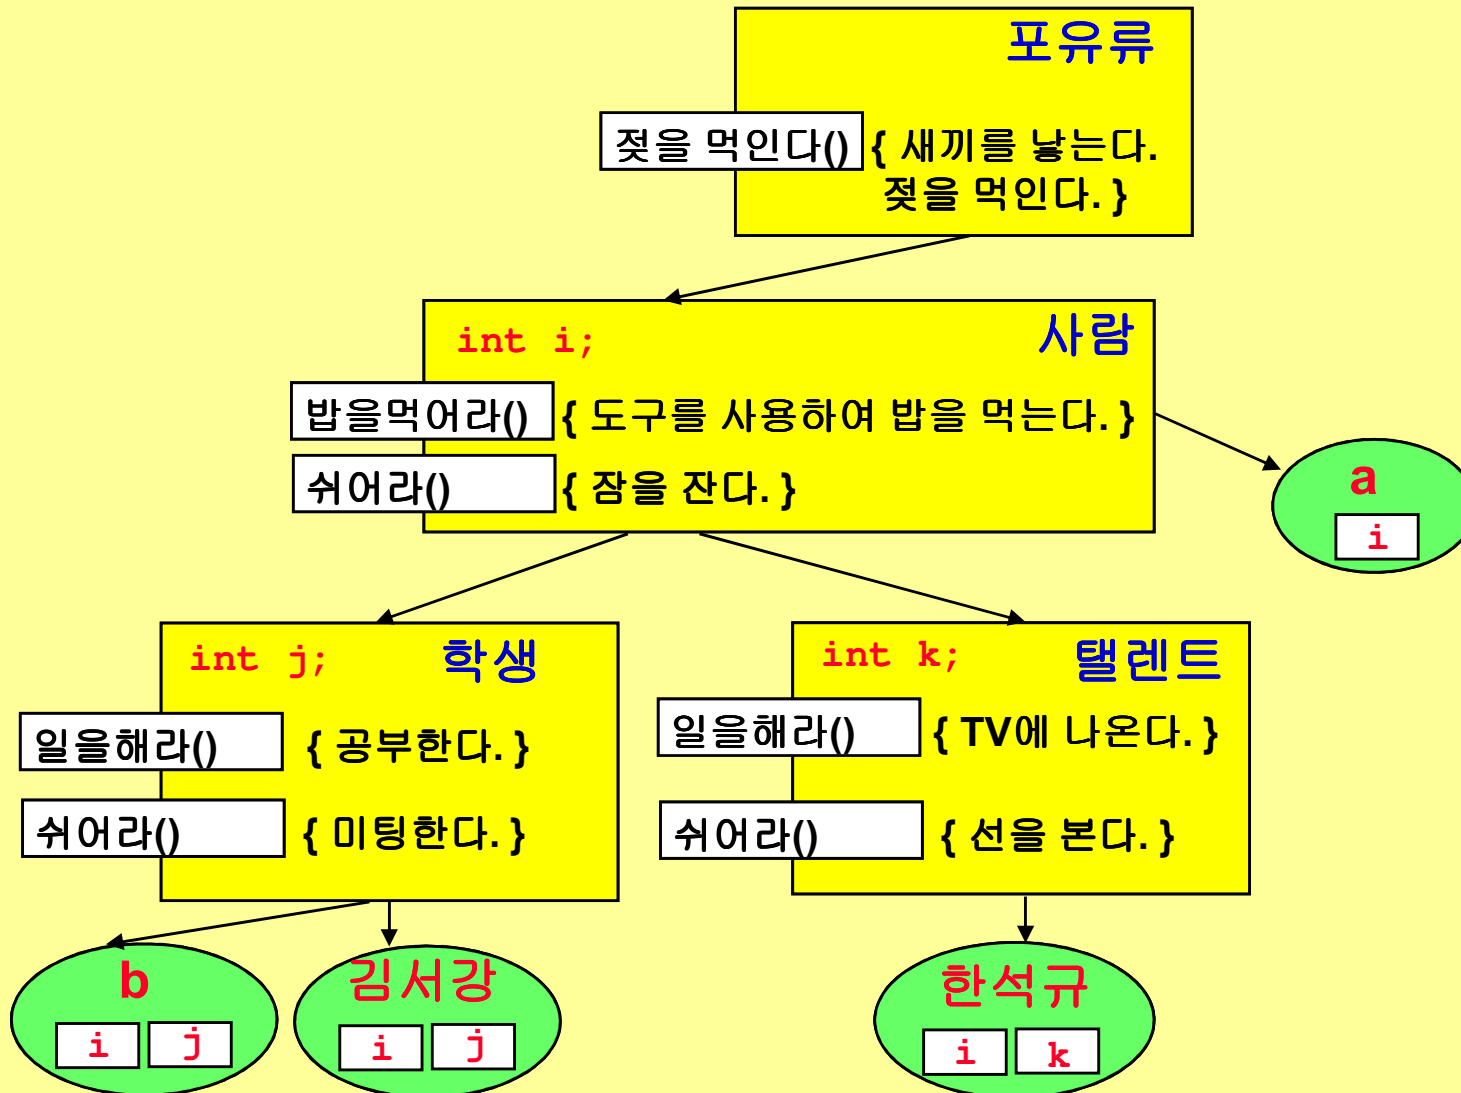 포유류
젖을 먹인다() { 새끼를 낳는다.
젖을 먹인다. }
int i; 사람
밥을먹어라() { 도구를 사용하여 밥을 먹는다. }
쉬어라() { 잠을 잔다. }
a
i
int j; 학생
일을해라() { 공부한다. }
쉬어라() { 미팅한다. }
int k; 탤렌트
일을해라() { TV에 나온다. }
쉬어라() { 선을 본다. }
b
i j
김서강
i j
한석규
i k